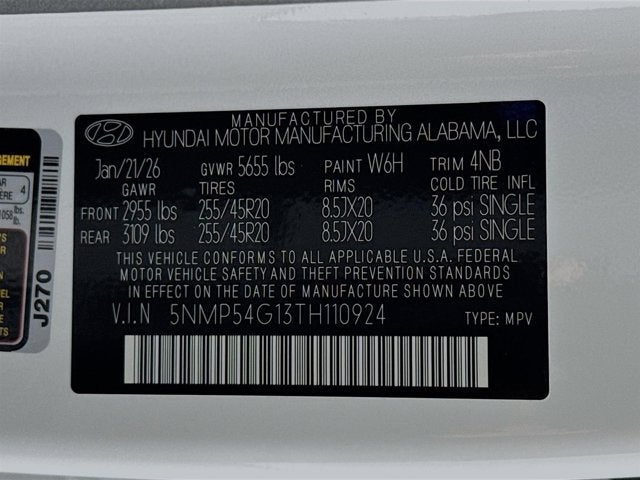 MANUFACTURED BY
HYUNDAI MOTOR MANUFACTURING ALABAMA, LLC
Jan/21/26 GVWR 5655 lbs PAINT W6H TRIM 4NB
GAWR TIRES RIMS COLD TIRE INFL
FRONT 2955 lbs 255/45R20 8.5JX20 36 psi SINGLE
REAR 3109 lbs 255/45R20 8.5JX20 36 psi SINGLE
THIS VEHICLE CONFORMS TO ALL APPLICABLE U.S.A. FEDERAL
MOTOR VEHICLE SAFETY AND THEFT PREVENTION STANDARDS
IN EFFECT ON THE DATE OF MANUFACTURE SHOWN ABOVE.
V.I.N 5NMP54G13TH110924 TYPE: MPV
4
J270